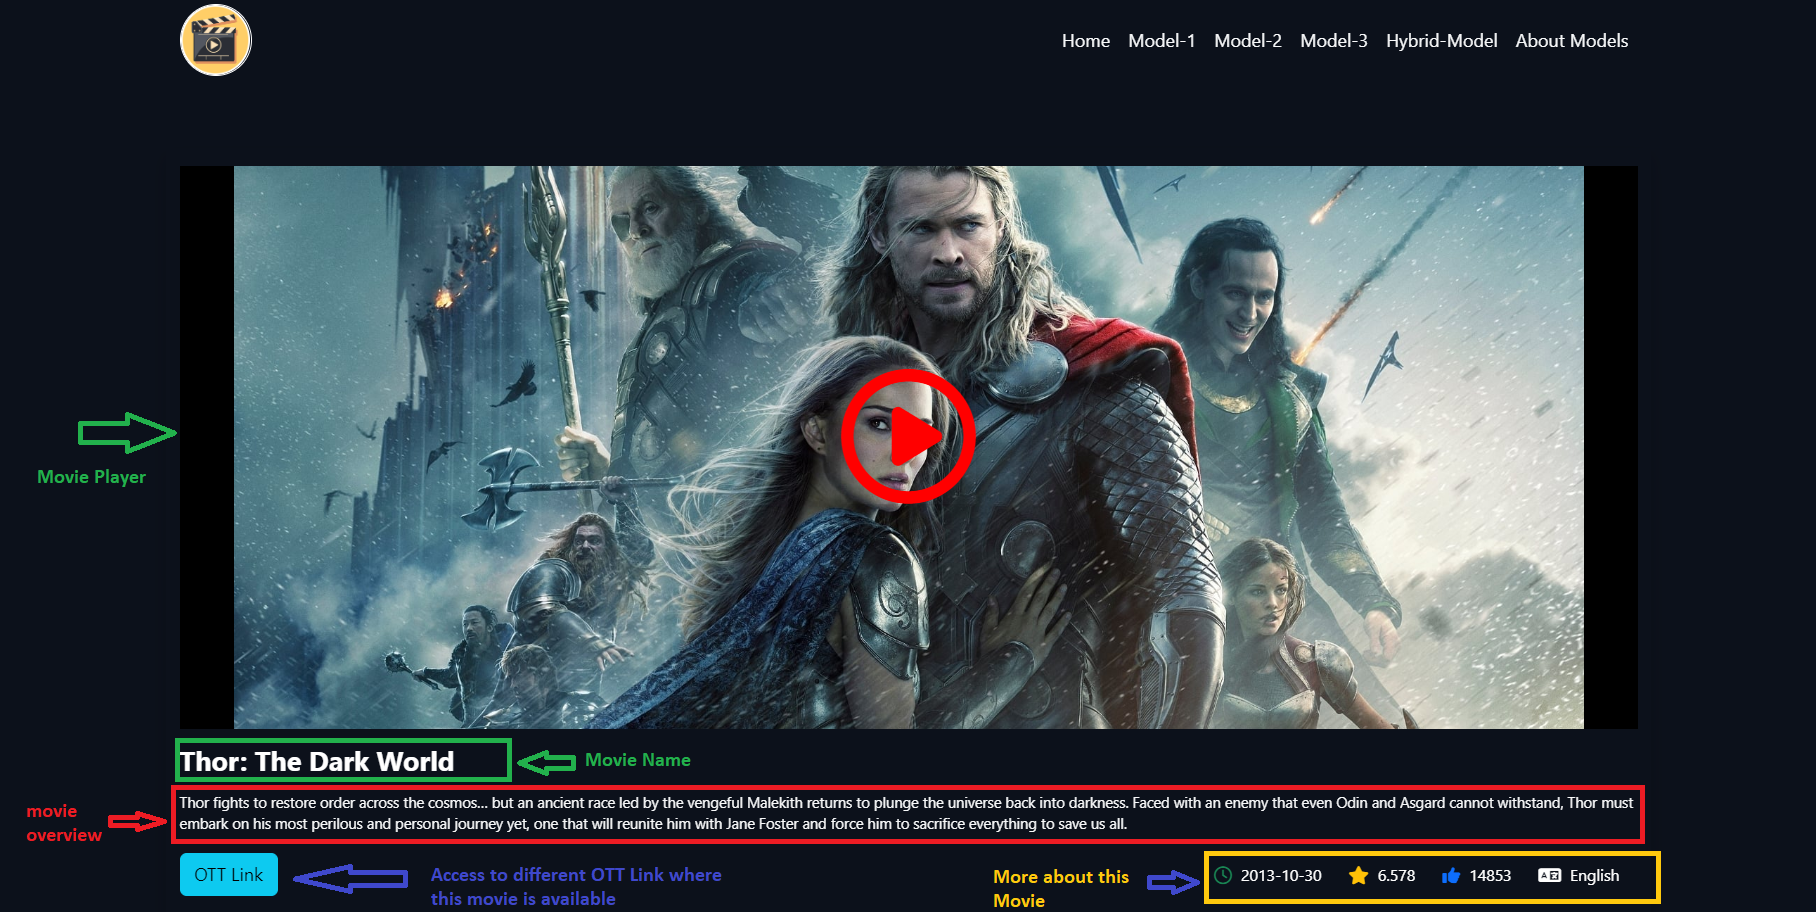 Home Model-1 Model-2 Model-3 Hybrid-Model About Models
Movie Player
Thor: The Dark World
Movie Name
movie
overview
Thor fights to restore order across the cosmos... but an ancient race led by the vengeful Malekith returns to plunge the universe back into darkness. Faced with an enemy that even Odin and Asgard cannot withstand, Thor must
embark on his most perilous and personal journey yet, one that will reunite him with Jane Foster and force him to sacrifice everything to save us all.
OTT Link
Access to different OTT Link where
this movie is available
More about this
Movie
2013-10-30 6.578 14853 English